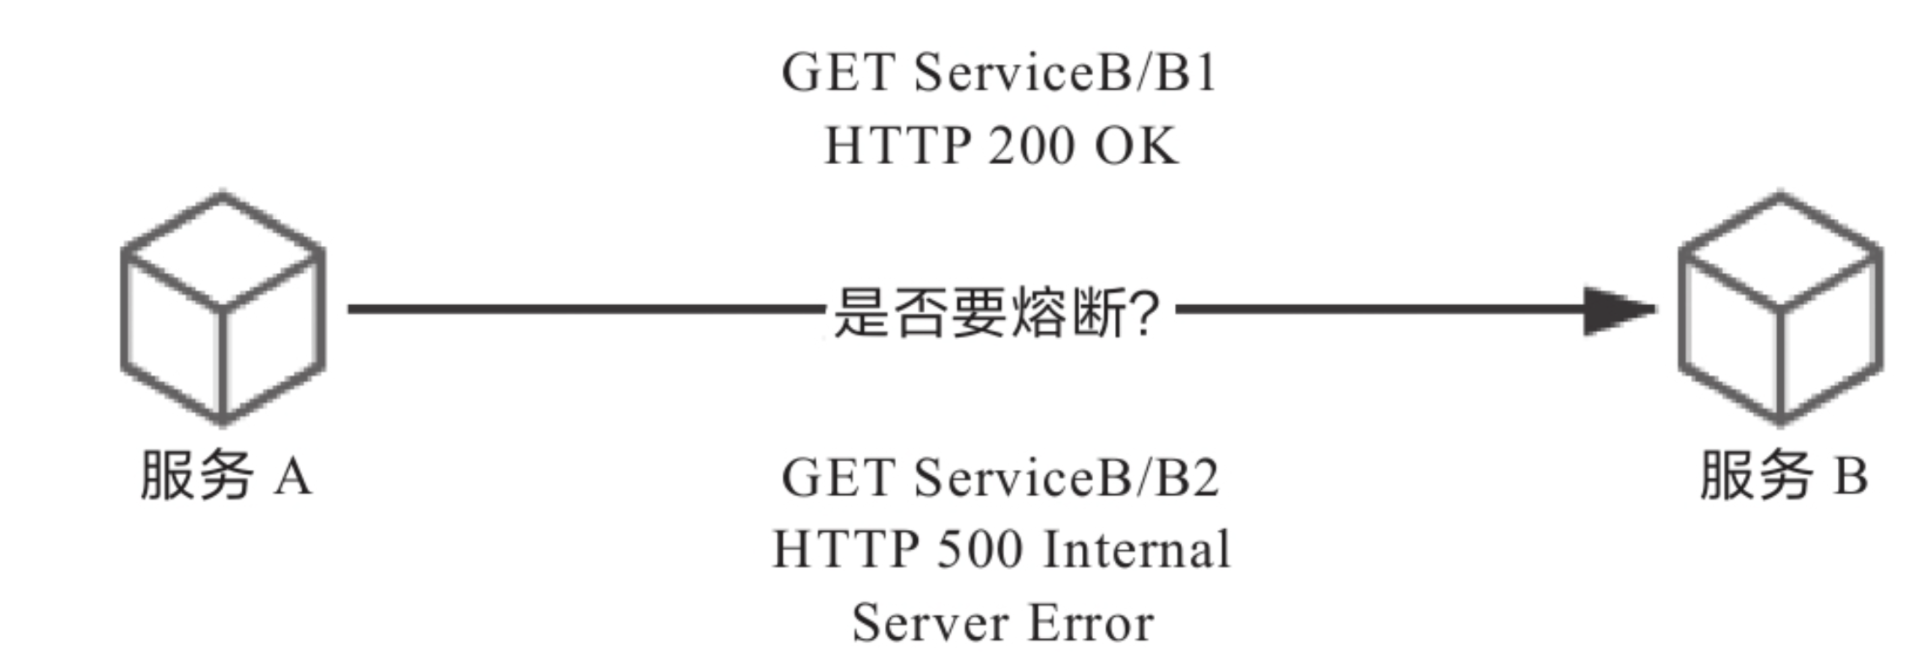 GET ServiceB/B1
HTTP 200 OK
是否要熔断?
服务 A
服务 B
GET ServiceB/B2
HTTP 500 Internal
Server Error